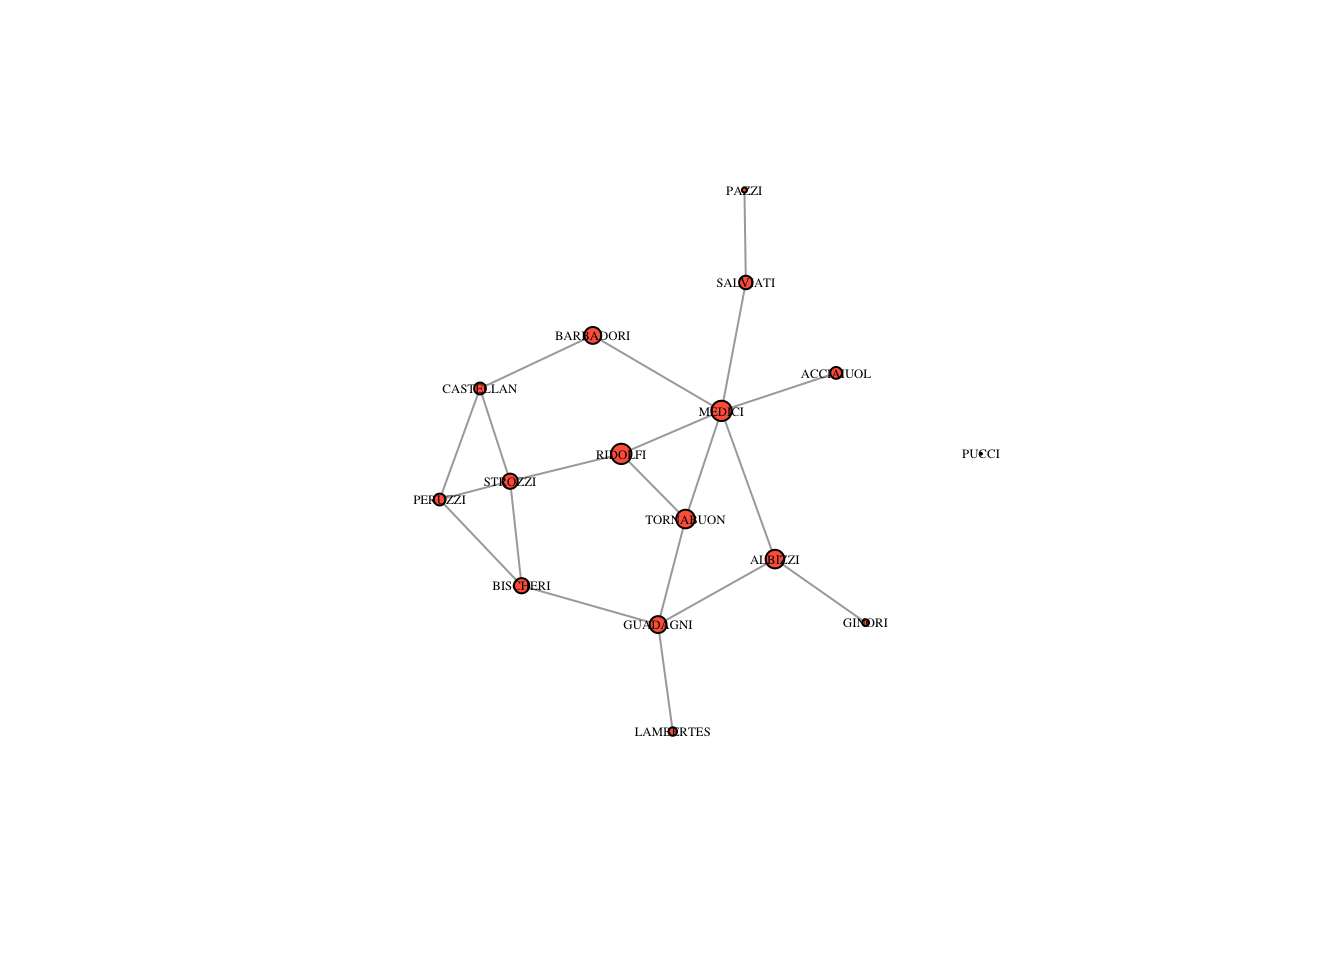 PAZZI
SALVIATI
BARBADORI
ACCIAIUOL
CASTELLAN
MEDICI
RIDOLFI
PUCCI
STROZZI
PERUZZI
TORNABUON
ALBIZZI
BISCHERI
GINORI
GUADAGNI
LAMBERTES